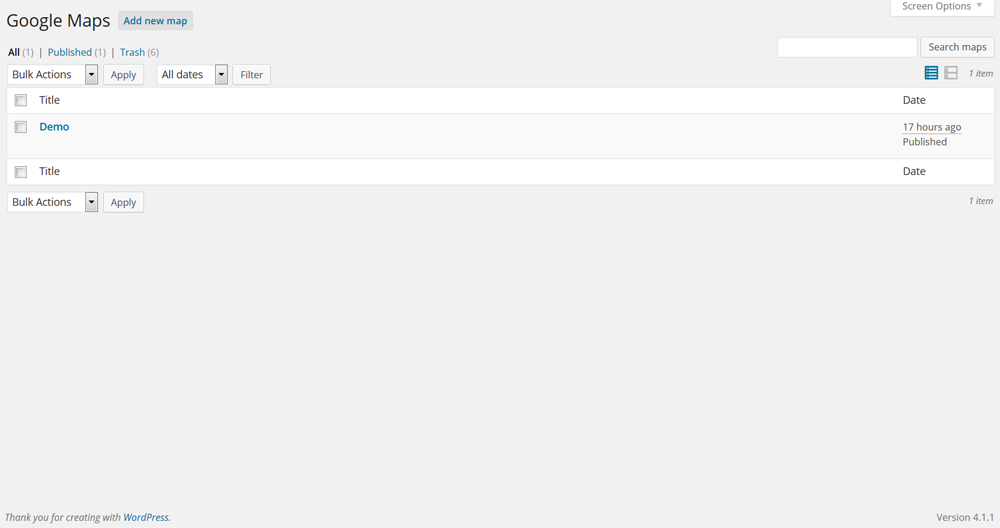 Screen Options
Google Maps Add new map
All (1) | Published (1) | Trash (6)
Search maps
Bulk Actions Apply All dates Filter 1 item
Title Date
Demo 17 hours ago
Published
Title Date
Bulk Actions Apply 1 item
Thank you for creating with WordPress. Version 4.1.1